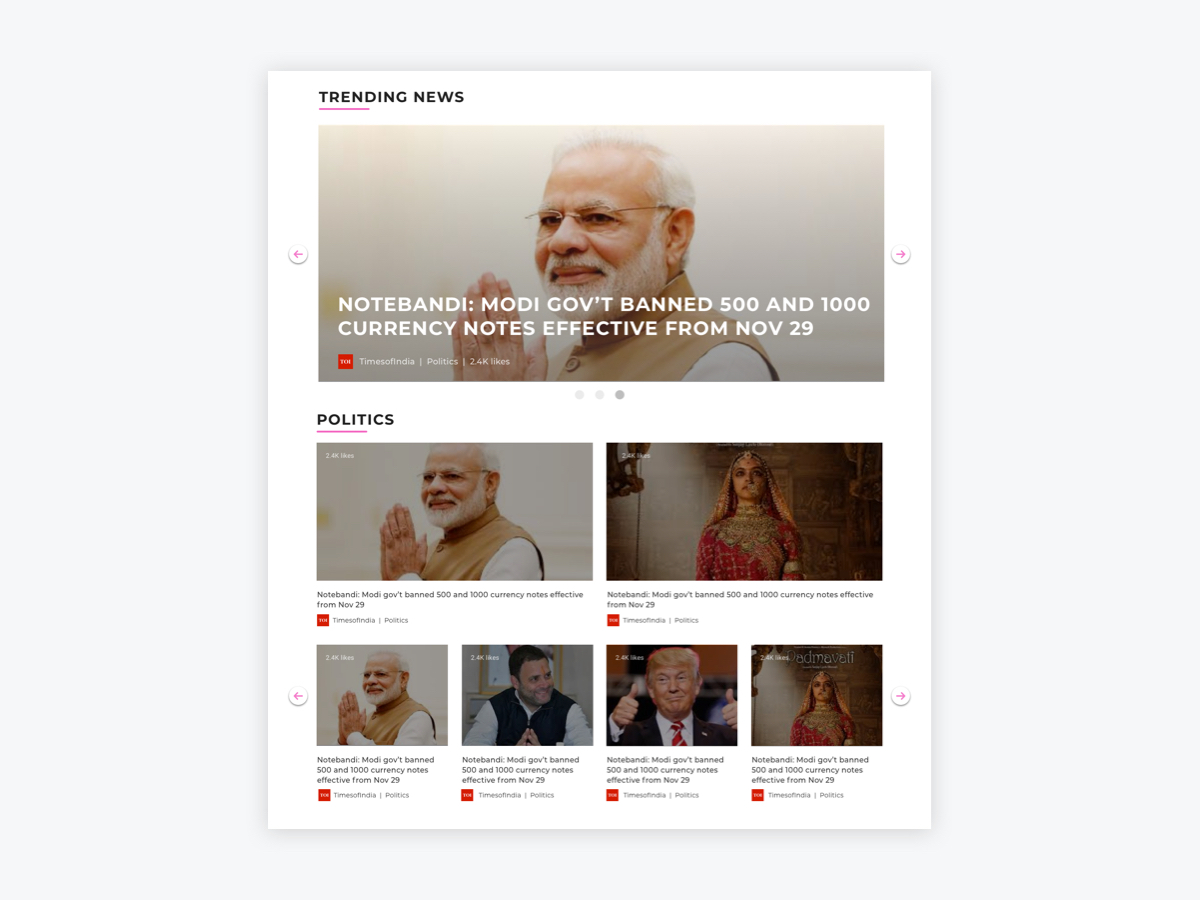 TRENDING NEWS
NOTEBANDI: MODI GOV’T BANNED 500 AND 1000
CURRENCY NOTES EFFECTIVE FROM NOV 29
TOI TimesofIndia | Politics | 2.4K likes
POLITICS
2.4K likes
2.4K likes
Notebandi: Modi gov’t banned 500 and 1000 currency notes effective
from Nov 29
TOI TimesofIndia | Politics
Notebandi: Modi gov’t banned 500 and 1000 currency notes effective
from Nov 29
TOI TimesofIndia | Politics
2.4K likes
2.4K likes
2.4K likes
2.4K likes
Padmavati
Notebandi: Modi gov’t banned
500 and 1000 currency notes
effective from Nov 29
TOI TimesofIndia | Politics
Notebandi: Modi gov’t banned
500 and 1000 currency notes
effective from Nov 29
TOI TimesofIndia | Politics
Notebandi: Modi gov’t banned
500 and 1000 currency notes
effective from Nov 29
TOI TimesofIndia | Politics
Notebandi: Modi gov’t banned
500 and 1000 currency notes
effective from Nov 29
TOI TimesofIndia | Politics